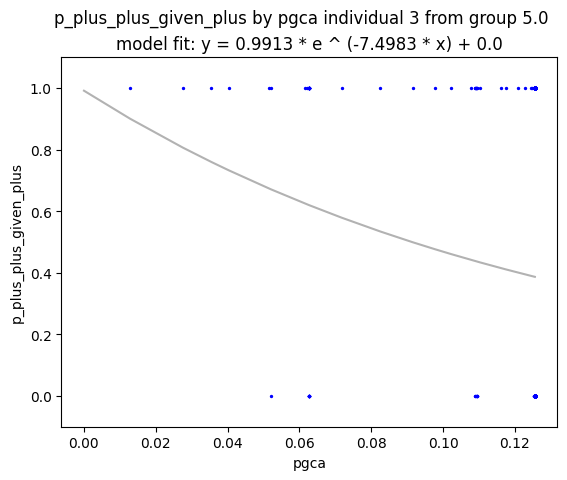 p_plus_plus_given_plus by pgca individual 3 from group 5.0
model fit: y = 0.9913 * e ^ (-7.4983 * x) + 0.0
1.0
0.8
0.6
0.4
0.2
0.0
p_plus_plus_given_plus
0.00 0.02 0.04 0.06 0.08 0.10 0.12
pgca